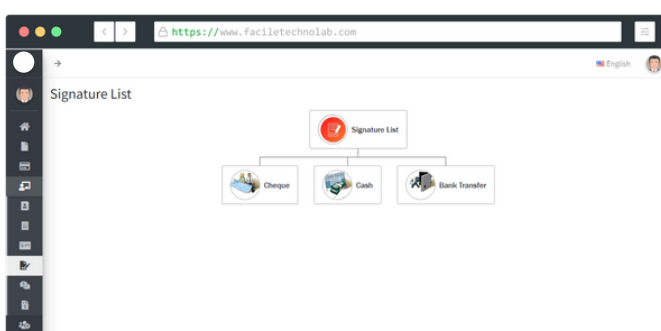 https://www.faciletechnolab.com
English
Signature List
Signature List
Cheque
Cash
Bank Transfer